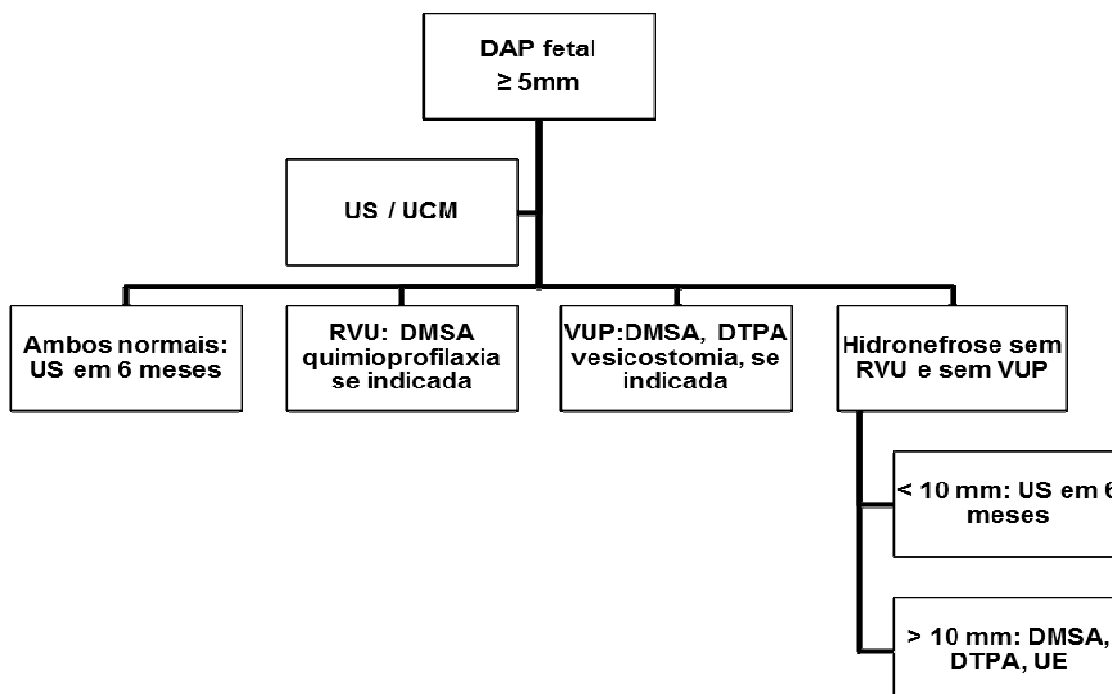 DAP fetal
≥ 5mm
US / UCM
Ambos normais:
US em 6 meses
RVU: DMSA
quimioprofilaxia
se indicada
VUP:DMSA, DTPA
vesicostomia, se
indicada
Hidronefrose sem
RVU e sem VUP
< 10 mm: US em 6
meses
> 10 mm: DMSA,
DTPA, UE